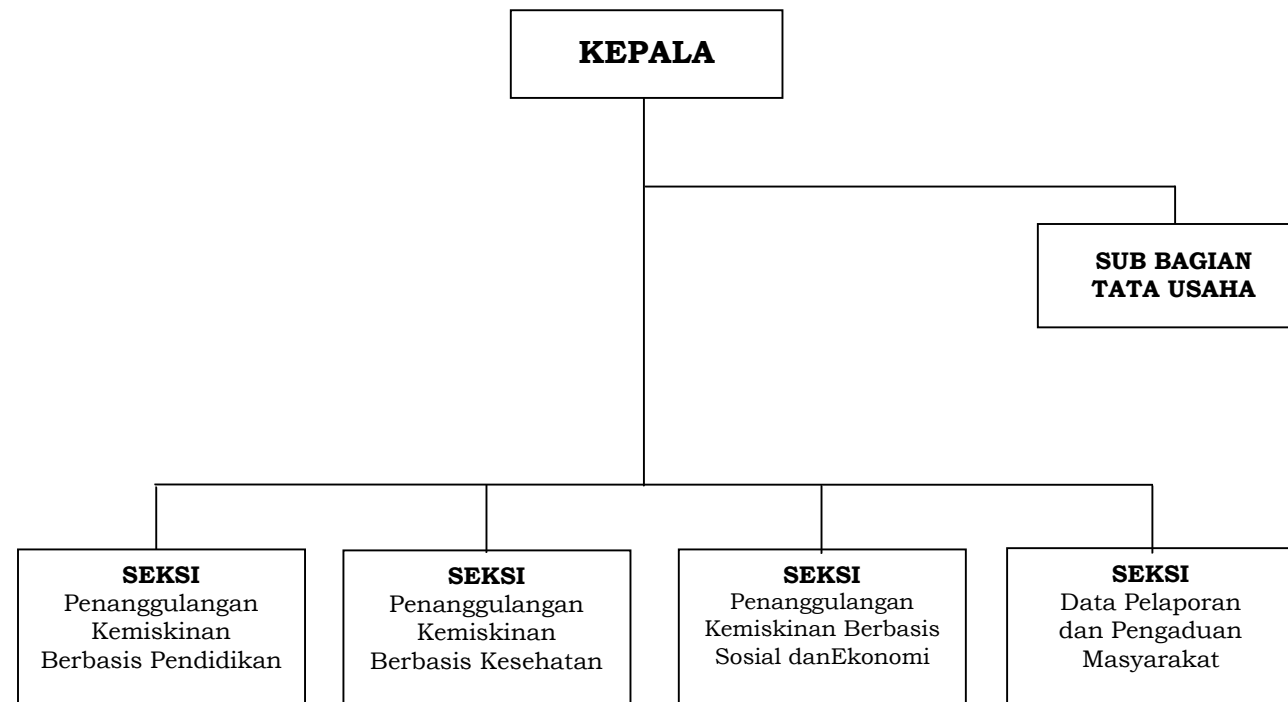 KEPALA
SUB BAGIAN
TATA USAHA
SEKSI
Penanggulangan
Kemiskinan
Berbasis Pendidikan
SEKSI
Penanggulangan
Kemiskinan
Berbasis Kesehatan
SEKSI
Penanggulangan
Kemiskinan Berbasis
Sosial danEkonomi
SEKSI
Data Pelaporan
dan Pengaduan
Masyarakat